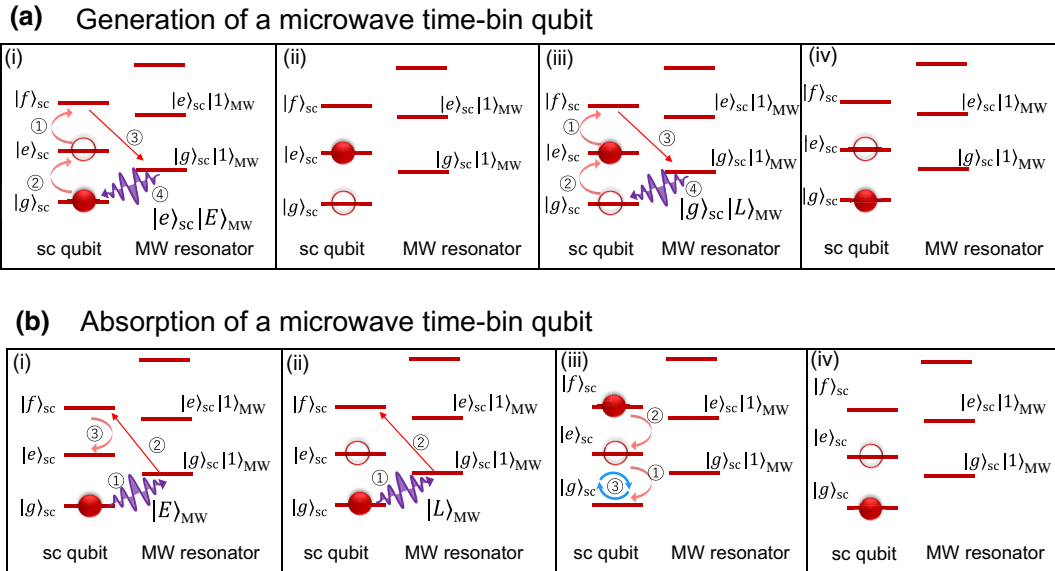 (a) Generation of a microwave time-bin qubit
(i)
|f⟩sc
|e⟩sc|1⟩MW
①
③
|e⟩sc
|g⟩sc|1⟩MW
②
④
|g⟩sc
|e⟩sc|E⟩MW
sc qubit MW resonator
(ii)
|f⟩sc
|e⟩sc|1⟩MW
|e⟩sc
|g⟩sc|1⟩MW
|g⟩sc
sc qubit MW resonator
(iii)
|f⟩sc
|e⟩sc|1⟩MW
①
③
|e⟩sc
|g⟩sc|1⟩MW
②
④
|g⟩sc
|g⟩sc|L⟩MW
sc qubit MW resonator
(iv)
|f⟩sc
|e⟩sc|1⟩MW
|e⟩sc
|g⟩sc|1⟩MW
|g⟩sc
sc qubit MW resonator
(b) Absorption of a microwave time-bin qubit
(i)
|f⟩sc
|e⟩sc|1⟩MW
③
②
|e⟩sc
|g⟩sc|1⟩MW
①
|g⟩sc
|E⟩MW
sc qubit MW resonator
(ii)
|f⟩sc
|e⟩sc|1⟩MW
②
|e⟩sc
|g⟩sc|1⟩MW
①
|g⟩sc
|L⟩MW
sc qubit MW resonator
(iii)
|f⟩sc
|e⟩sc|1⟩MW
②
|e⟩sc
|g⟩sc|1⟩MW
①
|g⟩sc
③
sc qubit MW resonator
(iv)
|f⟩sc
|e⟩sc|1⟩MW
|e⟩sc
|g⟩sc|1⟩MW
|g⟩sc
sc qubit MW resonator